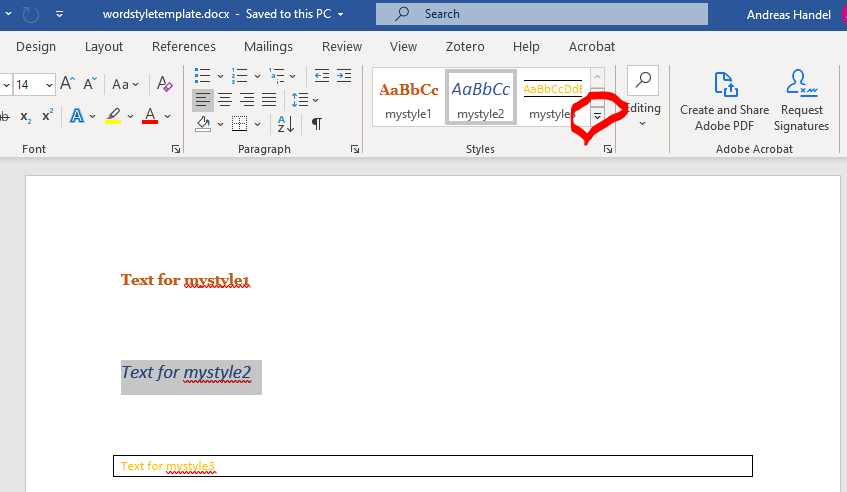 wordstyletemplate.docx - Saved to this PC
Search
Andreas Handel
Design Layout References Mailings Review View Zotero Help Acrobat
14 A A Aa A
AaBbCc AaBbCc AaBbCcDdE
mystyle1 mystyle2 mystyle3
Editing
Create and Share
Adobe PDF
Request
Signatures
ab x₂ x² A A
Font Paragraph Styles Adobe Acrobat
Text for mystyle1
Text for mystyle2
Text for mystyle3